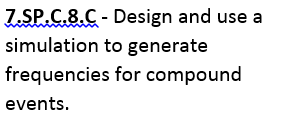 7.SP.C.8.C - Design and use a
simulation to generate
frequencies for compound
events.